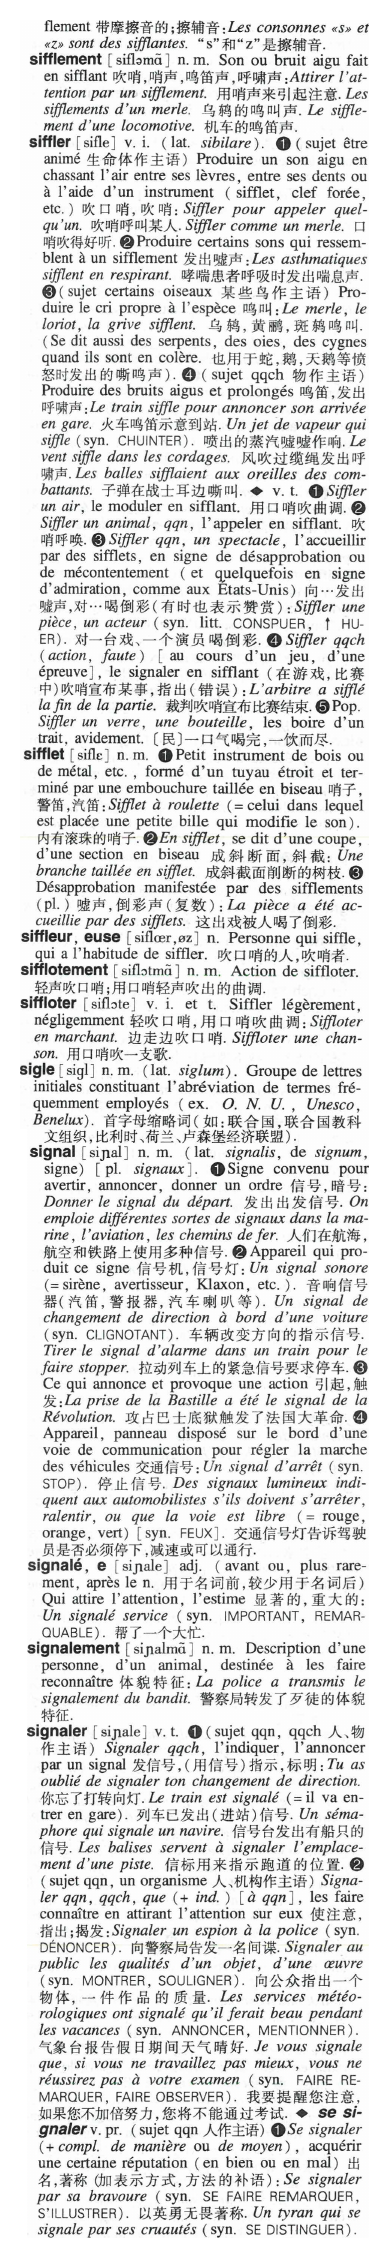 flement 带摩擦音的;擦辅音:Les consonnes «s» et
«z» sont des sifflantes. “s”和“z”是擦辅音.
sifflement [sifləmɑ̃] n. m. Son ou bruit aigu fait
en sifflant 吹哨,哨声,鸣笛声,呼啸声:Attirer l'at-
tention par un sifflement. 用哨声来引起注意. Les
sifflements d'un merle. 乌鸫的鸣叫声. Le siffle-
ment d'une locomotive. 机车的鸣笛声.
siffler [sifle] v. i. (lat. sibilare). ❶ (sujet être
animé 生命体作主语) Produire un son aigu en
chassant l'air entre ses lèvres, entre ses dents ou
à l'aide d'un instrument (sifflet, clef forée,
etc.) 吹口哨,吹哨:Siffler pour appeler quel-
qu'un. 吹哨呼叫某人. Siffler comme un merle. 口
哨吹得好听. ❷ Produire certains sons qui ressem-
blent à un sifflement 发出嘘声:Les asthmatiques
sifflent en respirant. 哮喘患者呼吸时发出喘息声.
❸ (sujet certains oiseaux 某些鸟作主语) Pro-
duire le cri propre à l'espèce 鸣叫:Le merle, le
loriot, la grive sifflent. 乌鸫,黄鹂,斑鸫鸣叫.
(Se dit aussi des serpents, des oies, des cygnes
quand ils sont en colère. 也用于蛇,鹅,天鹅等愤
怒时发出的嘶鸣声). ❹ (sujet qqch 物作主语)
Produire des bruits aigus et prolongés 鸣笛,发出
呼啸声:Le train siffle pour annoncer son arrivée
en gare. 火车鸣笛示意到站. Un jet de vapeur qui
siffle (syn. CHUINTER). 喷出的蒸汽嘘嘘作响. Le
vent siffle dans les cordages. 风吹过缆绳发出呼
啸声. Les balles sifflaient aux oreilles des com-
battants. 子弹在战士耳边嘶叫. ◆ v. t. ❶ Siffler
un air, le moduler en sifflant. 用口哨吹曲调. ❷
Siffler un animal, qqn, l'appeler en sifflant. 吹
哨呼唤. ❸ Siffler qqn, un spectacle, l'accueillir
par des sifflets, en signe de désapprobation ou
de mécontentement (et quelquefois en signe
d'admiration, comme aux États-Unis) 向…发出
嘘声,对…喝倒彩(有时也表示赞赏):Siffler une
pièce, un acteur (syn. litt. CONSPUER, ↑ HU-
ER). 对一台戏、一个演员喝倒彩. ❹ Siffler qqch
(action, faute) [au cours d'un jeu, d'une
épreuve], le signaler en sifflant (在游戏,比赛
中)吹哨宣布某事,指出(错误):L'arbitre a sifflé
la fin de la partie. 裁判吹哨宣布比赛结束. ❺ Pop.
Siffler un verre, une bouteille, les boire d'un
trait, avidement. 〔民〕一口气喝完,一饮而尽.
sifflet [siflɛ] n. m. ❶ Petit instrument de bois ou
de métal, etc., formé d'un tuyau étroit et ter-
miné par une embouchure taillée en biseau 哨子,
警笛,汽笛:Sifflet à roulette (= celui dans lequel
est placée une petite bille qui modifie le son).
内有滚珠的哨子. ❷ En sifflet, se dit d'une coupe,
d'une section en biseau 成斜断面,斜截: Une
branche taillée en sifflet. 成斜截面削断的树枝. ❸
Désapprobation manifestée par des sifflements
(pl.) 嘘声,倒彩声(复数):La pièce a été ac-
cueillie par des sifflets. 这出戏被人喝了倒彩.
siffleur, euse [siflœr,øz] n. Personne qui siffle,
qui a l'habitude de siffler. 吹口哨的人,吹哨者.
sifflotement [siflɔtmɑ̃] n. m. Action de siffloter.
轻声吹口哨;用口哨轻声吹出的曲调.
siffloter [siflɔte] v. i. et t. Siffler légèrement,
négligemment 轻吹口哨,用口哨吹曲调:Siffloter
en marchant. 边走边吹口哨. Siffloter une chan-
son. 用口哨吹一支歌.
sigle [sigl] n. m. (lat. siglum). Groupe de lettres
initiales constituant l'abréviation de termes fré-
quemment employés (ex. O. N. U., Unesco,
Benelux). 首字母缩略词(如:联合国,联合国教科
文组织,比利时、荷兰、卢森堡经济联盟).
signal [siɲal] n. m. (lat. signalis, de signum,
signe) [pl. signaux]. ❶ Signe convenu pour
avertir, annoncer, donner un ordre 信号,暗号:
Donner le signal du départ. 发出出发信号. On
emploie différentes sortes de signaux dans la ma-
rine, l'aviation, les chemins de fer. 人们在航海,
航空和铁路上使用多种信号. ❷ Appareil qui pro-
duit ce signe 信号机,信号灯:Un signal sonore
(= sirène, avertisseur, Klaxon, etc.). 音响信号
器(汽笛,警报器,汽车喇叭等). Un signal de
changement de direction à bord d'une voiture
(syn. CLIGNOTANT). 车辆改变方向的指示信号.
Tirer le signal d'alarme dans un train pour le
faire stopper. 拉动列车上的紧急信号要求停车. ❸
Ce qui annonce et provoque une action 引起,触
发:La prise de la Bastille a été le signal de la
Révolution. 攻占巴士底狱触发了法国大革命. ❹
Appareil, panneau disposé sur le bord d'une
voie de communication pour régler la marche
des véhicules 交通信号:Un signal d'arrêt (syn.
STOP). 停止信号. Des signaux lumineux indi-
quent aux automobilistes s'ils doivent s'arrêter,
ralentir, ou que la voie est libre (= rouge,
orange, vert) [syn. FEUX]. 交通信号灯告诉驾驶
员是否必须停下,减速或可以通行.
signalé, e [siɲale] adj. (avant ou, plus rare-
ment, après le n. 用于名词前,较少用于名词后)
Qui attire l'attention, l'estime 显著的,重大的:
Un signalé service (syn. IMPORTANT, REMAR-
QUABLE). 帮了一个大忙.
signalement [siɲalmɑ̃] n. m. Description d'une
personne, d'un animal, destinée à les faire
reconnaître 体貌特征:La police a transmis le
signalement du bandit. 警察局转发了歹徒的体貌
特征.
signaler [siɲale] v. t. ❶ (sujet qqn, qqch 人、物
作主语) Signaler qqch, l'indiquer, l'annoncer
par un signal 发信号,(用信号)指示,标明:Tu as
oublié de signaler ton changement de direction.
你忘了打转向灯. Le train est signalé (= il va en-
trer en gare). 列车已发出(进站)信号. Un séma-
phore qui signale un navire. 信号台发出有船只的
信号. Les balises servent à signaler l'emplace-
ment d'une piste. 信标用来指示跑道的位置. ❷
(sujet qqn, un organisme 人、机构作主语) Signa-
ler qqn, qqch, que (+ ind.) [à qqn], les faire
connaître en attirant l'attention sur eux 使注意,
指出;揭发:Signaler un espion à la police (syn.
DÉNONCER). 向警察局告发一名间谍. Signaler au
public les qualités d'un objet, d'une œuvre
(syn. MONTRER, SOULIGNER). 向公众指出一个
物体,一件作品的质量. Les services météo-
rologiques ont signalé qu'il ferait beau pendant
les vacances (syn. ANNONCER, MENTIONNER).
气象台报告假日期间天气晴好. Je vous signale
que, si vous ne travaillez pas mieux, vous ne
réussirez pas à votre examen (syn. FAIRE RE-
MARQUER, FAIRE OBSERVER). 我要提醒您注意,
如果您不加倍努力,您将不能通过考试. ◆ se si-
gnaler v. pr. (sujet qqn 人作主语) ❶ Se signaler
(+ compl. de manière ou de moyen), acquérir
une certaine réputation (en bien ou en mal) 出
名,著称 (加表示方式,方法的补语):Se signaler
par sa bravoure (syn. SE FAIRE REMARQUER,
S'ILLUSTRER). 以英勇无畏著称. Un tyran qui se
signale par ses cruautés (syn. SE DISTINGUER).